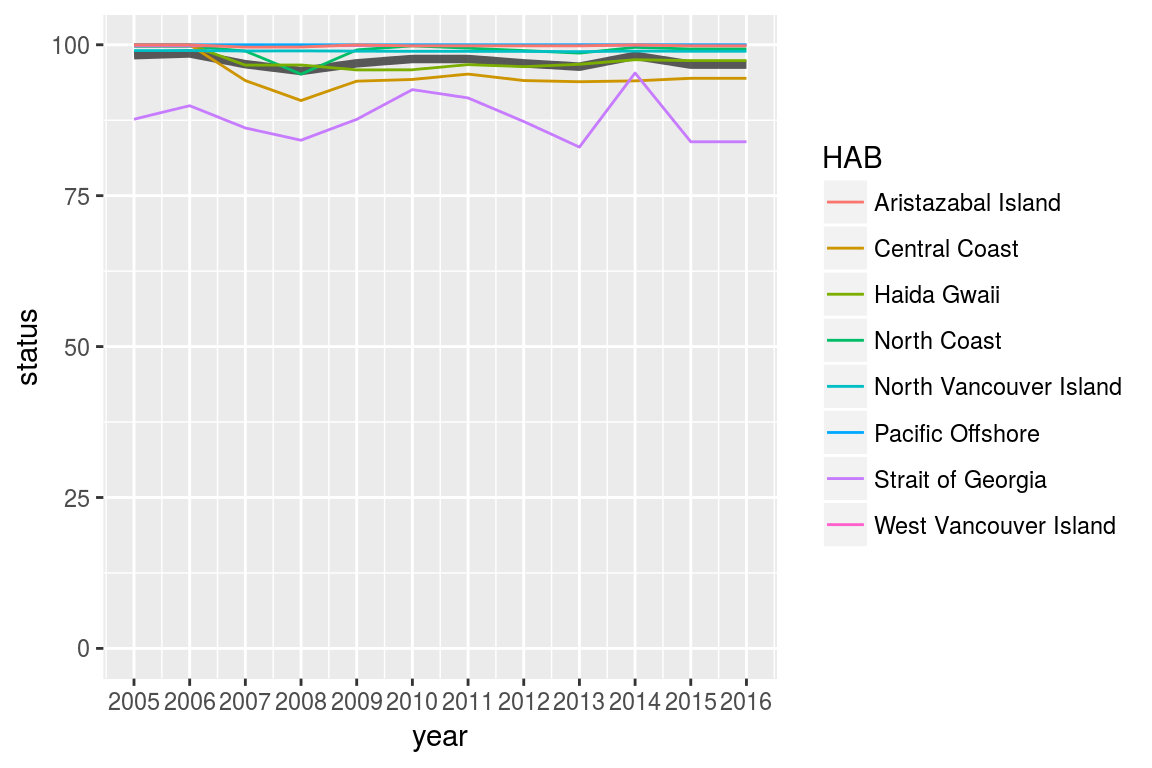 100
75
50
25
0
status
2005 2006 2007 2008 2009 2010 2011 2012 2013 2014 2015 2016
year
HAB
Aristazabal Island
Central Coast
Haida Gwaii
North Coast
North Vancouver Island
Pacific Offshore
Strait of Georgia
West Vancouver Island